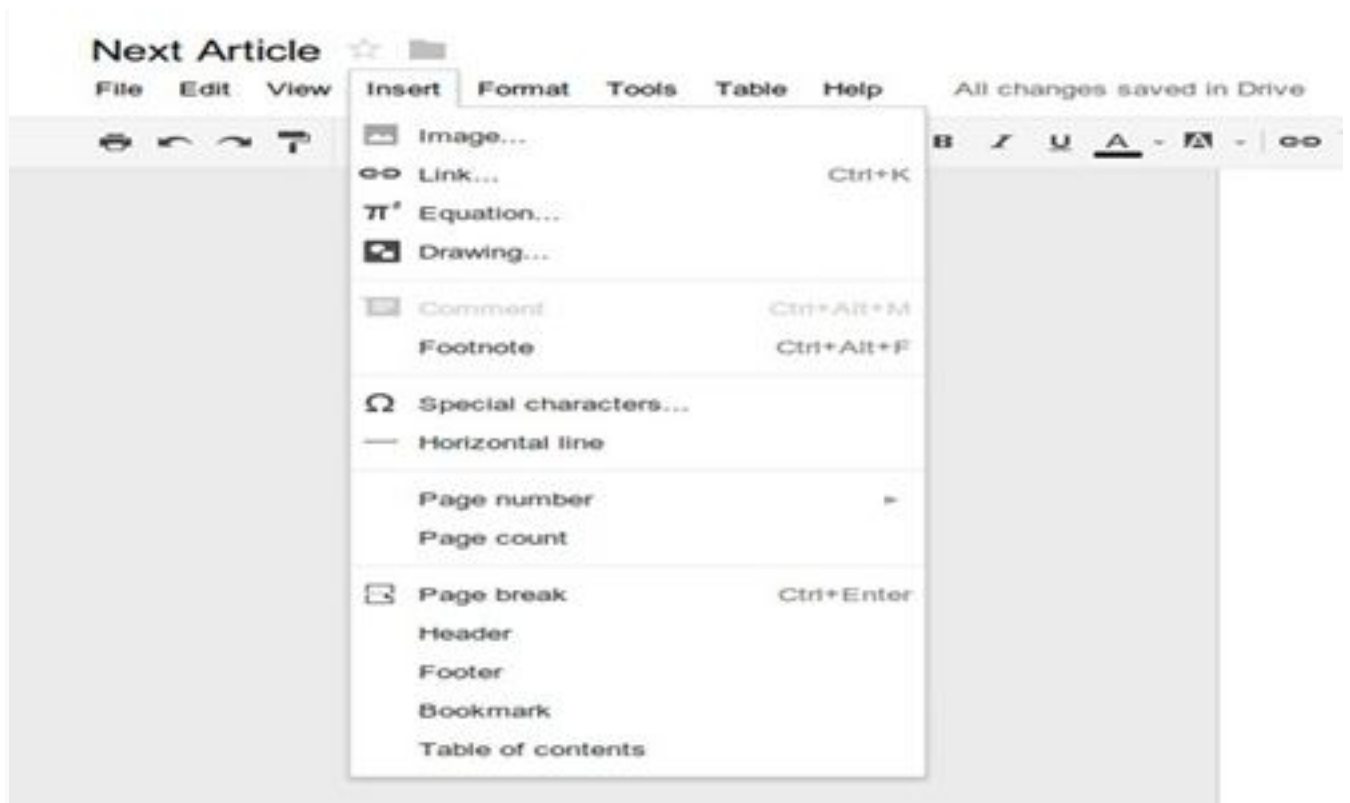 Next Article
File Edit View Insert Format Tools Table Help All changes saved in Drive
Image...
B I U A A
Link... Ctrl+K
π² Equation...
Drawing...
Comment Ctrl+Alt+M
Footnote Ctrl+Alt+F
Ω Special characters...
Horizontal line
Page number
Page count
Page break Ctrl+Enter
Header
Footer
Bookmark
Table of contents